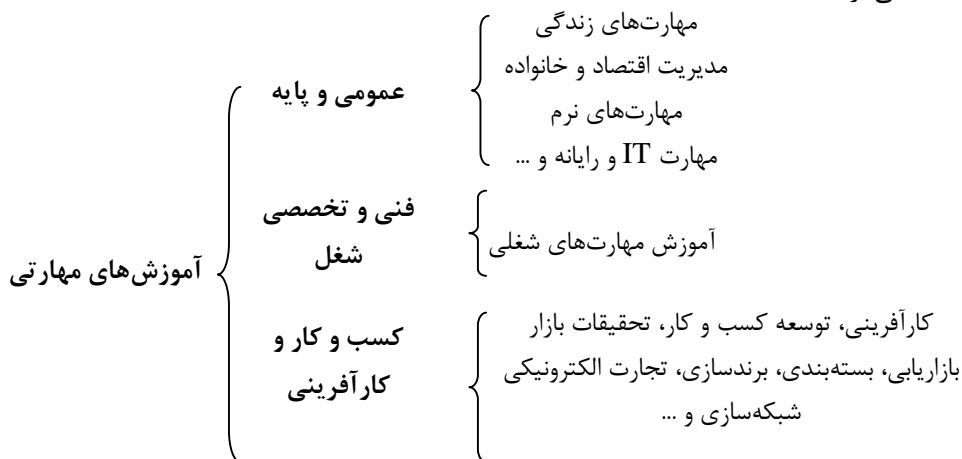 مهارت‌های زندگی
مدیریت اقتصاد و خانواده
عمومی و پایه
مهارت‌های نرم
مهارت IT و رایانه و ...
فنی و تخصصی
شغل
آموزش مهارت‌های شغلی
آموزش‌های مهارتی
کسب و کار و
کارآفرینی
کارآفرینی، توسعه کسب و کار، تحقیقات بازار
بازاریابی، بسته‌بندی، برندسازی، تجارت الکترونیکی
شبکه‌سازی و ...